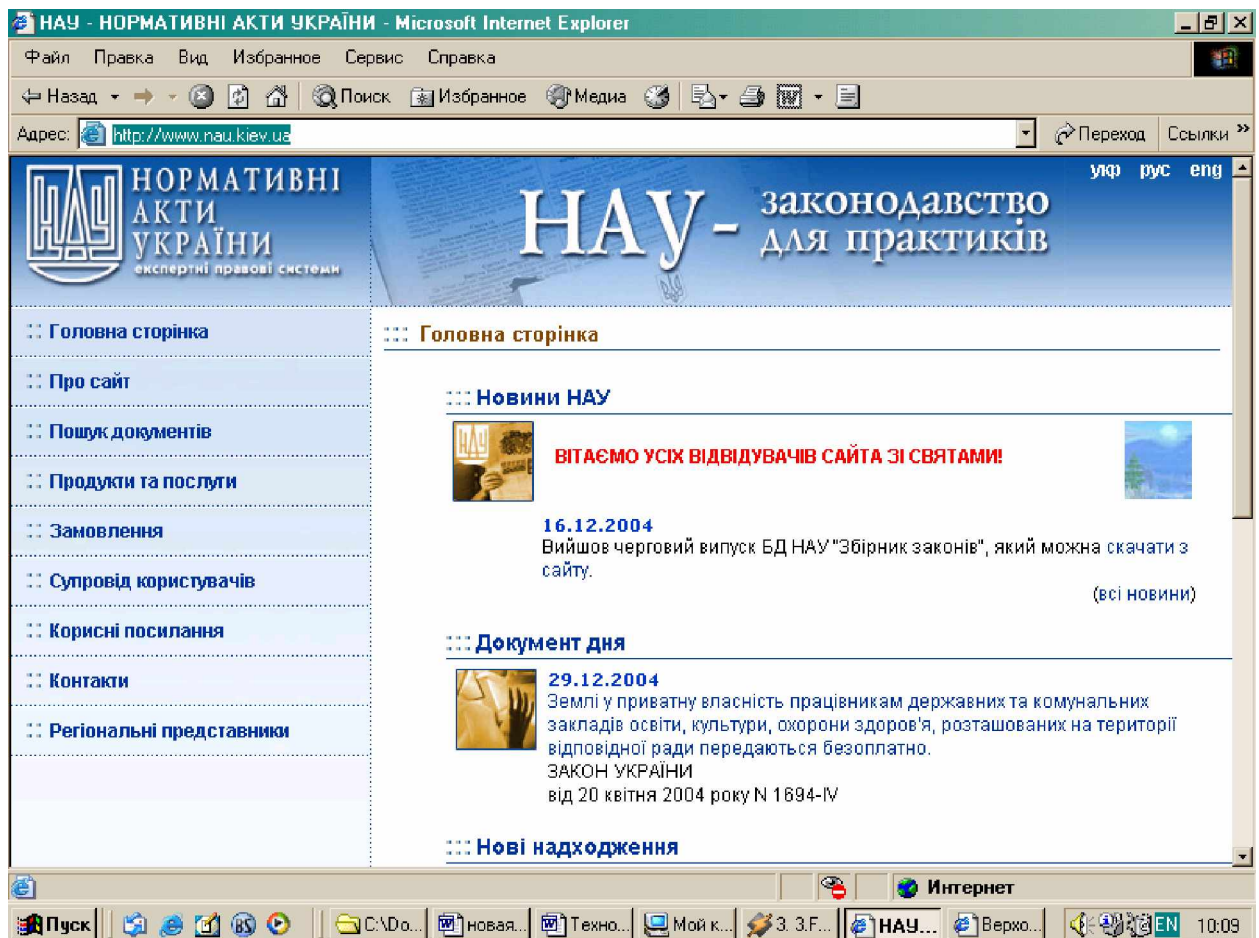 НАУ - НОРМАТИВНІ АКТИ УКРАЇНИ - Microsoft Internet Explorer
Файл Правка Вид Избранное Сервис Справка
Назад Поиск Избранное Медиа
Адрес: http://www.nau.kiev.ua Переход Ссылки »
укр рус eng
НАУ
НОРМАТИВНІ
АКТИ
УКРАЇНИ
експертні правові системи
НАУ - законодавство
для практиків
Головна сторінка
Про сайт
Пошук документів
Продукти та послуги
Замовлення
Супровід користувачів
Корисні посилання
Контакти
Регіональні представники
Головна сторінка
Новини НАУ
НАУ
ВІТАЄМО УСІХ ВІДВІДУВАЧІВ САЙТА ЗІ СВЯТАМИ!
16.12.2004
Вийшов черговий випуск БД НАУ "Збірник законів", який можна скачати з
сайту.
(всі новини)
Документ дня
29.12.2004
Землі у приватну власність працівникам державних та комунальних
закладів освіти, культури, охорони здоров'я, розташованих на території
відповідної ради передаються безоплатно.
ЗАКОН УКРАЇНИ
від 20 квітня 2004 року N 1694-IV
Нові надходження
Интернет
Пуск C:\Do... новая... Техно... Мой к... 3. 3.F... НАУ... Верхо... EN 10:09